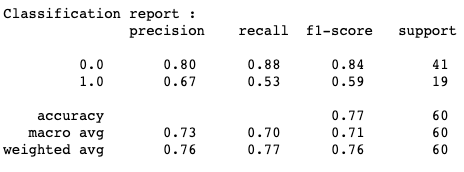 Classification report :
precision recall f1-score support
0.0 0.80 0.88 0.84 41
1.0 0.67 0.53 0.59 19
accuracy 0.77 60
macro avg 0.73 0.70 0.71 60
weighted avg 0.76 0.77 0.76 60